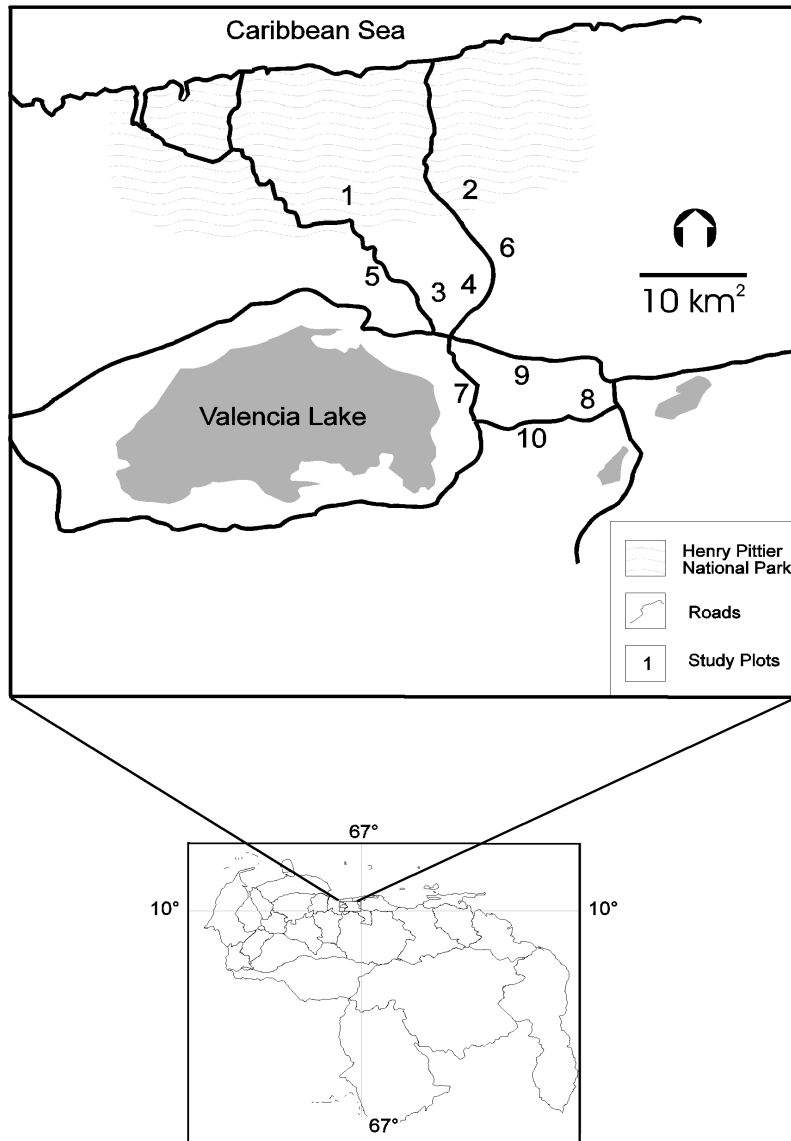 Caribbean Sea
1
2
6
5
3
4
10 km²
9
7
8
Valencia Lake
10
Henry Pittier
National Park
Roads
1
Study Plots
67°
10°
10°
67°